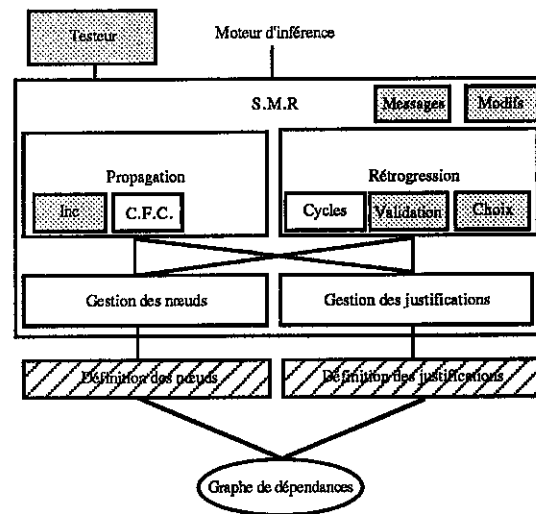 Testeur
Moteur d'inférence
S.M.R
Messages
Modifs
Propagation
Rétrogression
Inc
C.F.C.
Cycles
Validation
Choix
Gestion des nœuds
Gestion des justifications
Définition des nœuds
Définition des justifications
Graphe de dépendances